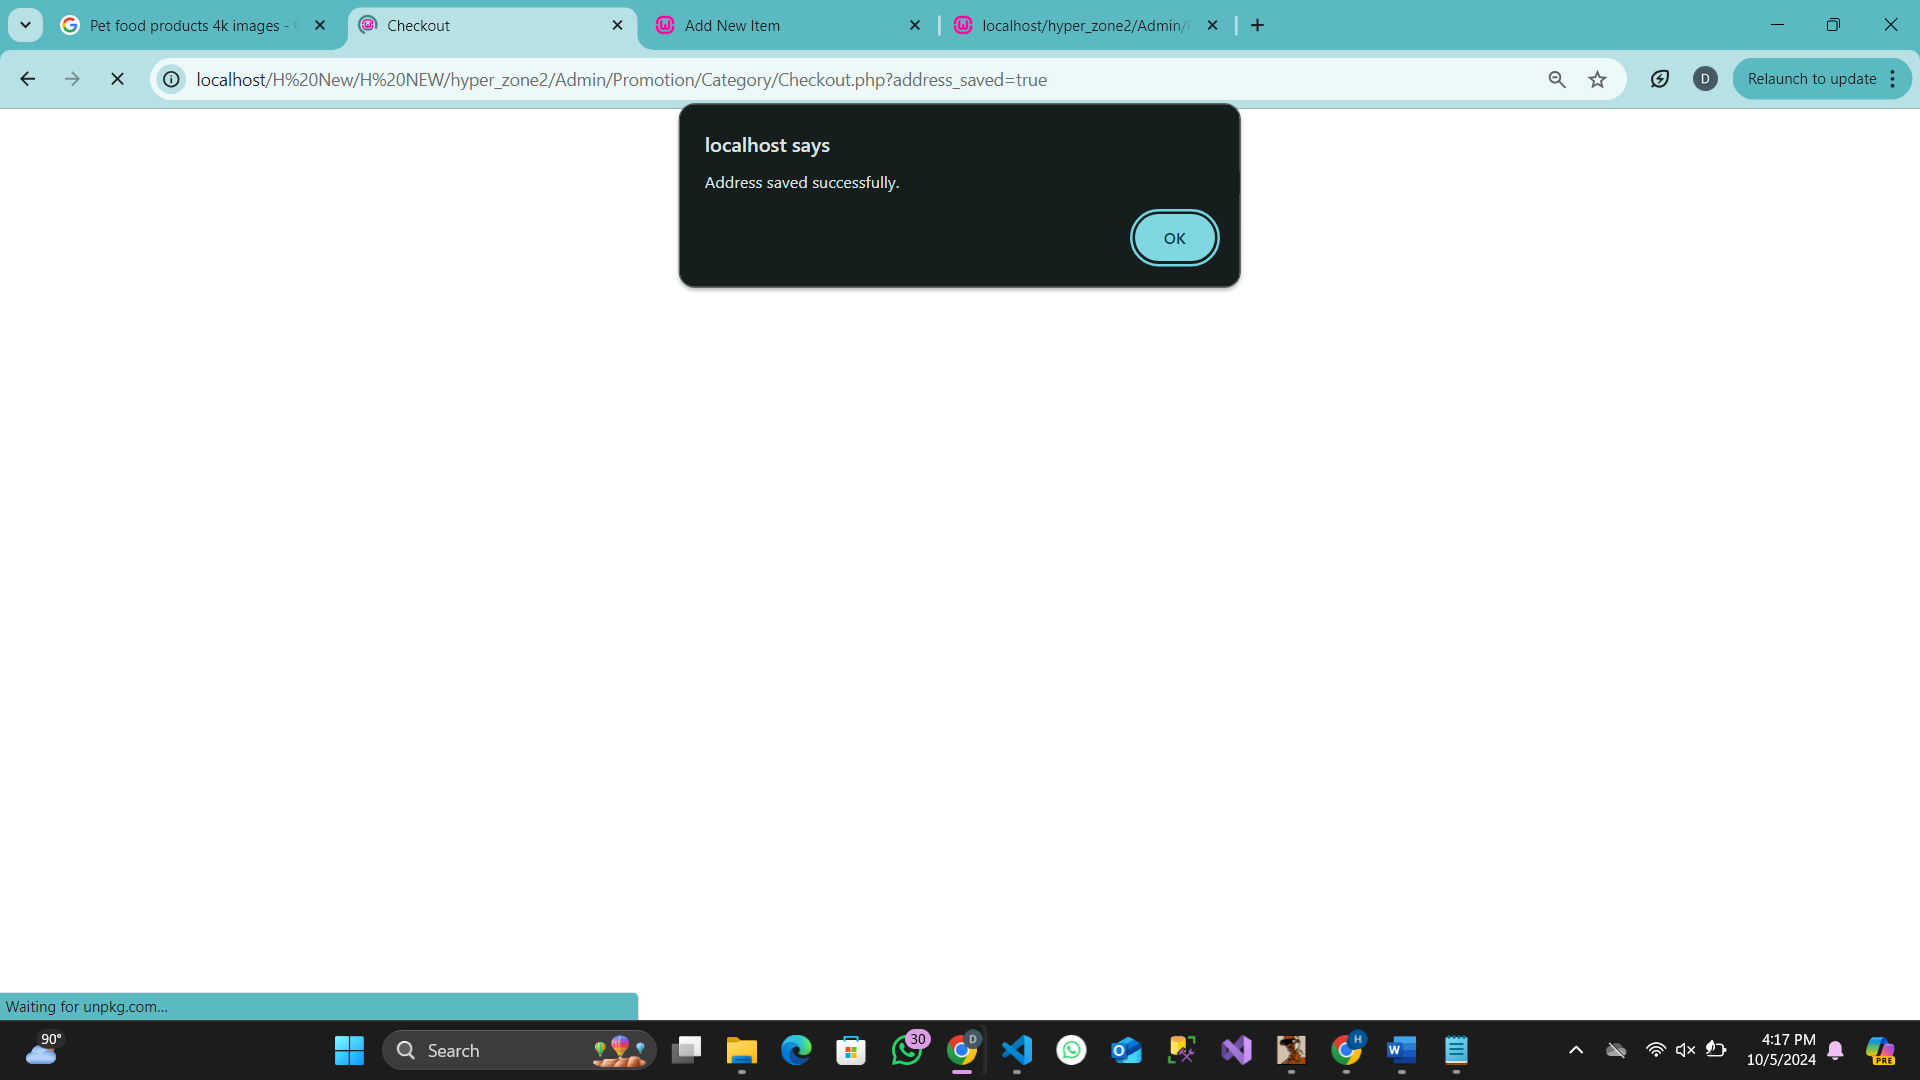 Pet food products 4k images -
Checkout
Add New Item
localhost/hyper_zone2/Admin/
localhost/H%20New/H%20NEW/hyper_zone2/Admin/Promotion/Category/Checkout.php?address_saved=true
D
Relaunch to update
localhost says
Address saved successfully.
OK
Waiting for unpkg.com...
90°
Search
30
D
H
4:17 PM
10/5/2024
PRE